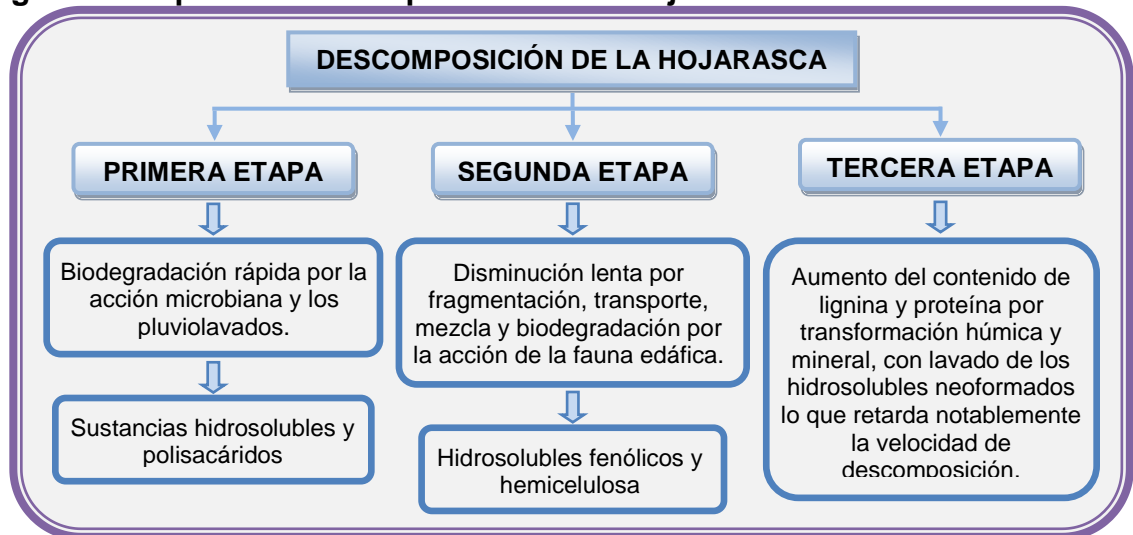 DESCOMPOSICIÓN DE LA HOJARASCA
PRIMERA ETAPA
Biodegradación rápida por la
acción microbiana y los
pluviolavados.
Sustancias hidrosolubles y
polisacáridos
SEGUNDA ETAPA
Disminución lenta por
fragmentación, transporte,
mezcla y biodegradación por
la acción de la fauna edáfica.
Hidrosolubles fenólicos y
hemicelulosa
TERCERA ETAPA
Aumento del contenido de
lignina y proteína por
transformación húmica y
mineral, con lavado de los
hidrosolubles neoformados
lo que retarda notablemente
la velocidad de
descomposición.